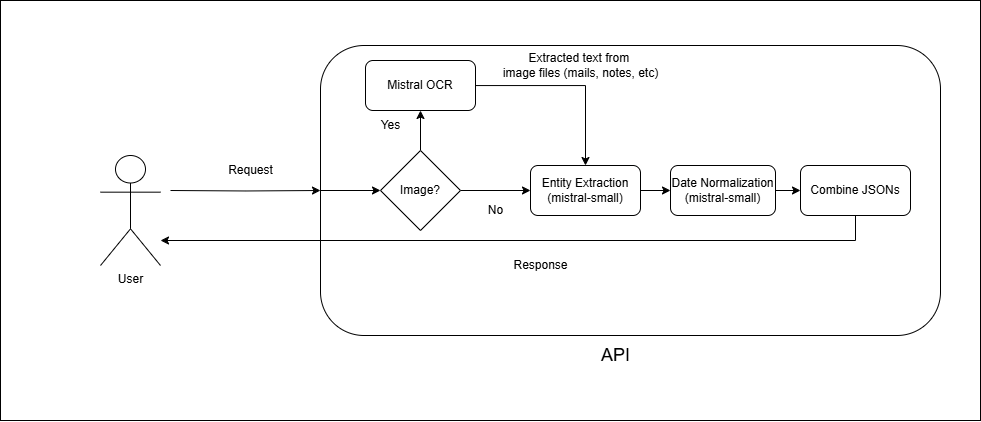 Extracted text from
image files (mails, notes, etc)
Mistral OCR
Yes
Request
Image?
No
Entity Extraction
(mistral-small)
Date Normalization
(mistral-small)
Combine JSONs
Response
User
API